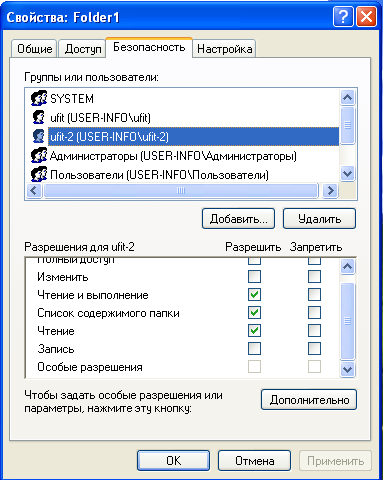 Свойства: Folder1
Общие Доступ Безопасность Настройка
Группы или пользователи:
SYSTEM
ufit (USER-INFO\ufit)
ufit-2 (USER-INFO\ufit-2)
Администраторы (USER-INFO\Администраторы)
Пользователи (USER-INFO\Пользователи)
Добавить... Удалить
Разрешения для ufit-2 Разрешить Запретить
Полный доступ
Изменить
Чтение и выполнение
Список содержимого папки
Чтение
Запись
Особые разрешения
Чтобы задать особые разрешения или
параметры, нажмите эту кнопку:
Дополнительно
OK Отмена Применить